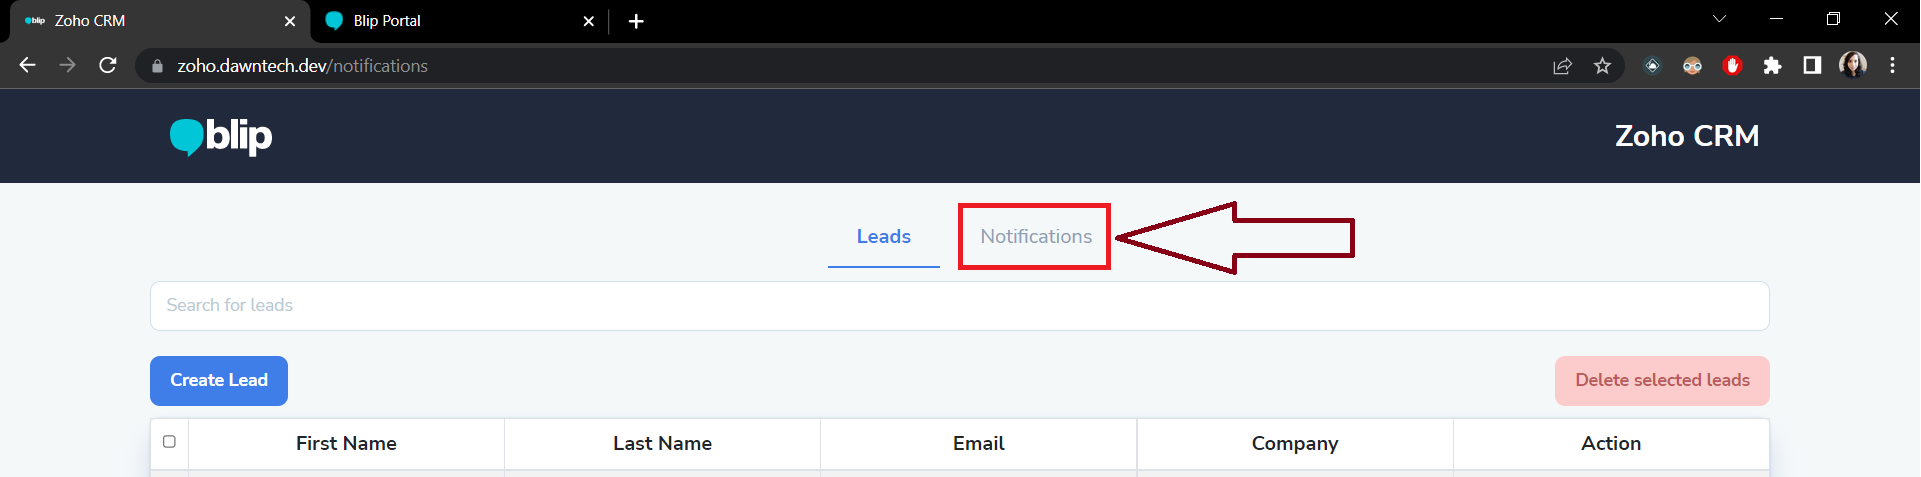 blip Zoho CRM
Blip Portal
zoho.dawntech.dev/notifications
blip
Zoho CRM
Leads
Notifications
Search for leads
Create Lead
Delete selected leads
First Name
Last Name
Email
Company
Action